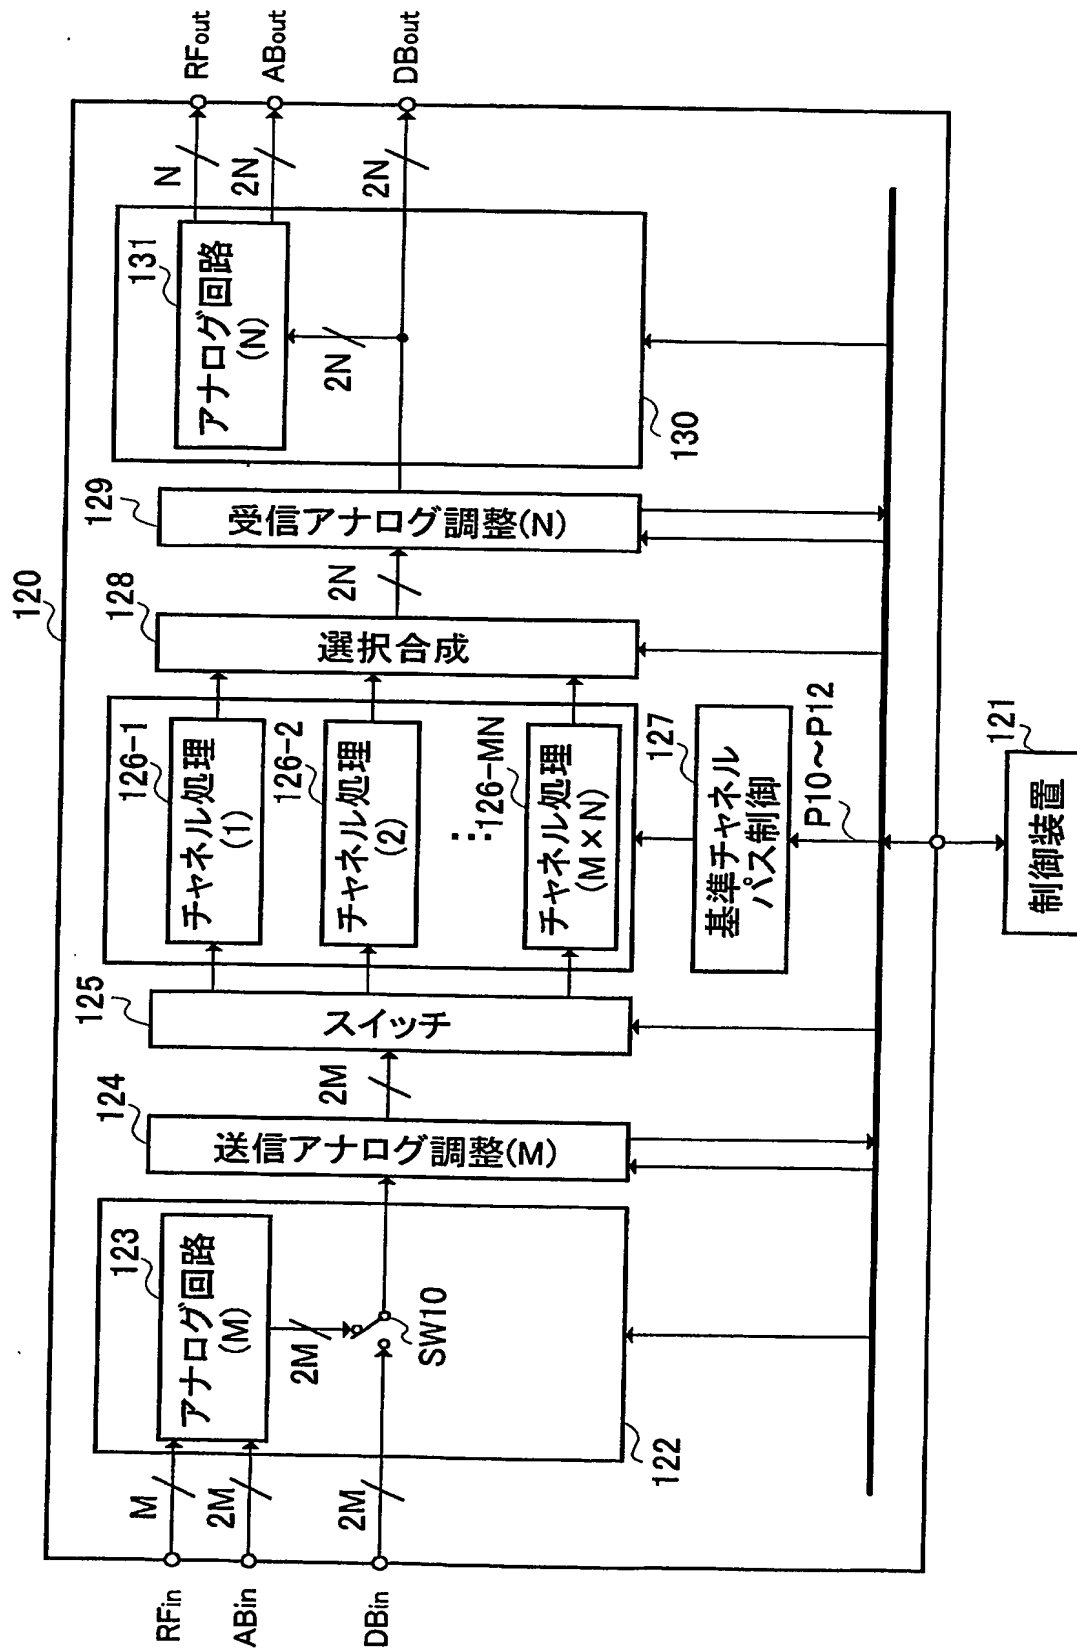 120
RFin
M
ABin
2M
DBin
2M
123
アナログ回路
(M)
2M
SW10
122
124
送信アナログ調整(M)
2M
125
スイッチ
126-1
チャネル処理
(1)
126-2
チャネル処理
(2)
126-MN
チャネル処理
(M×N)
127
基準チャネル
パス制御
P10〜P12
128
選択合成
2N
129
受信アナログ調整(N)
131
アナログ回路
(N)
2N
130
N
RFout
2N
ABout
2N
DBout
121
制御装置